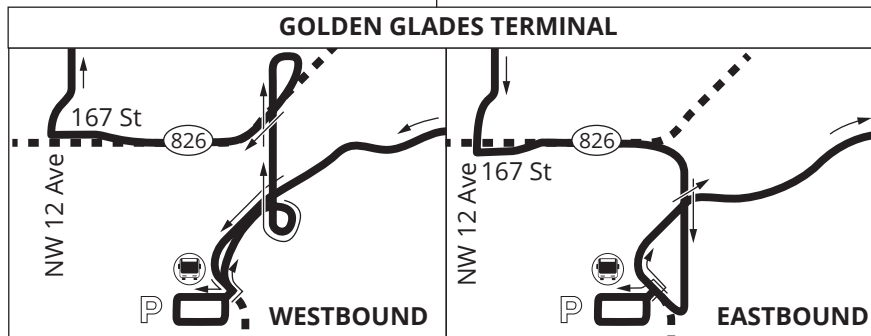 GOLDEN GLADES TERMINAL
167 St
826
NW 12 Ave
P
WESTBOUND
826
167 St
NW 12 Ave
P
EASTBOUND